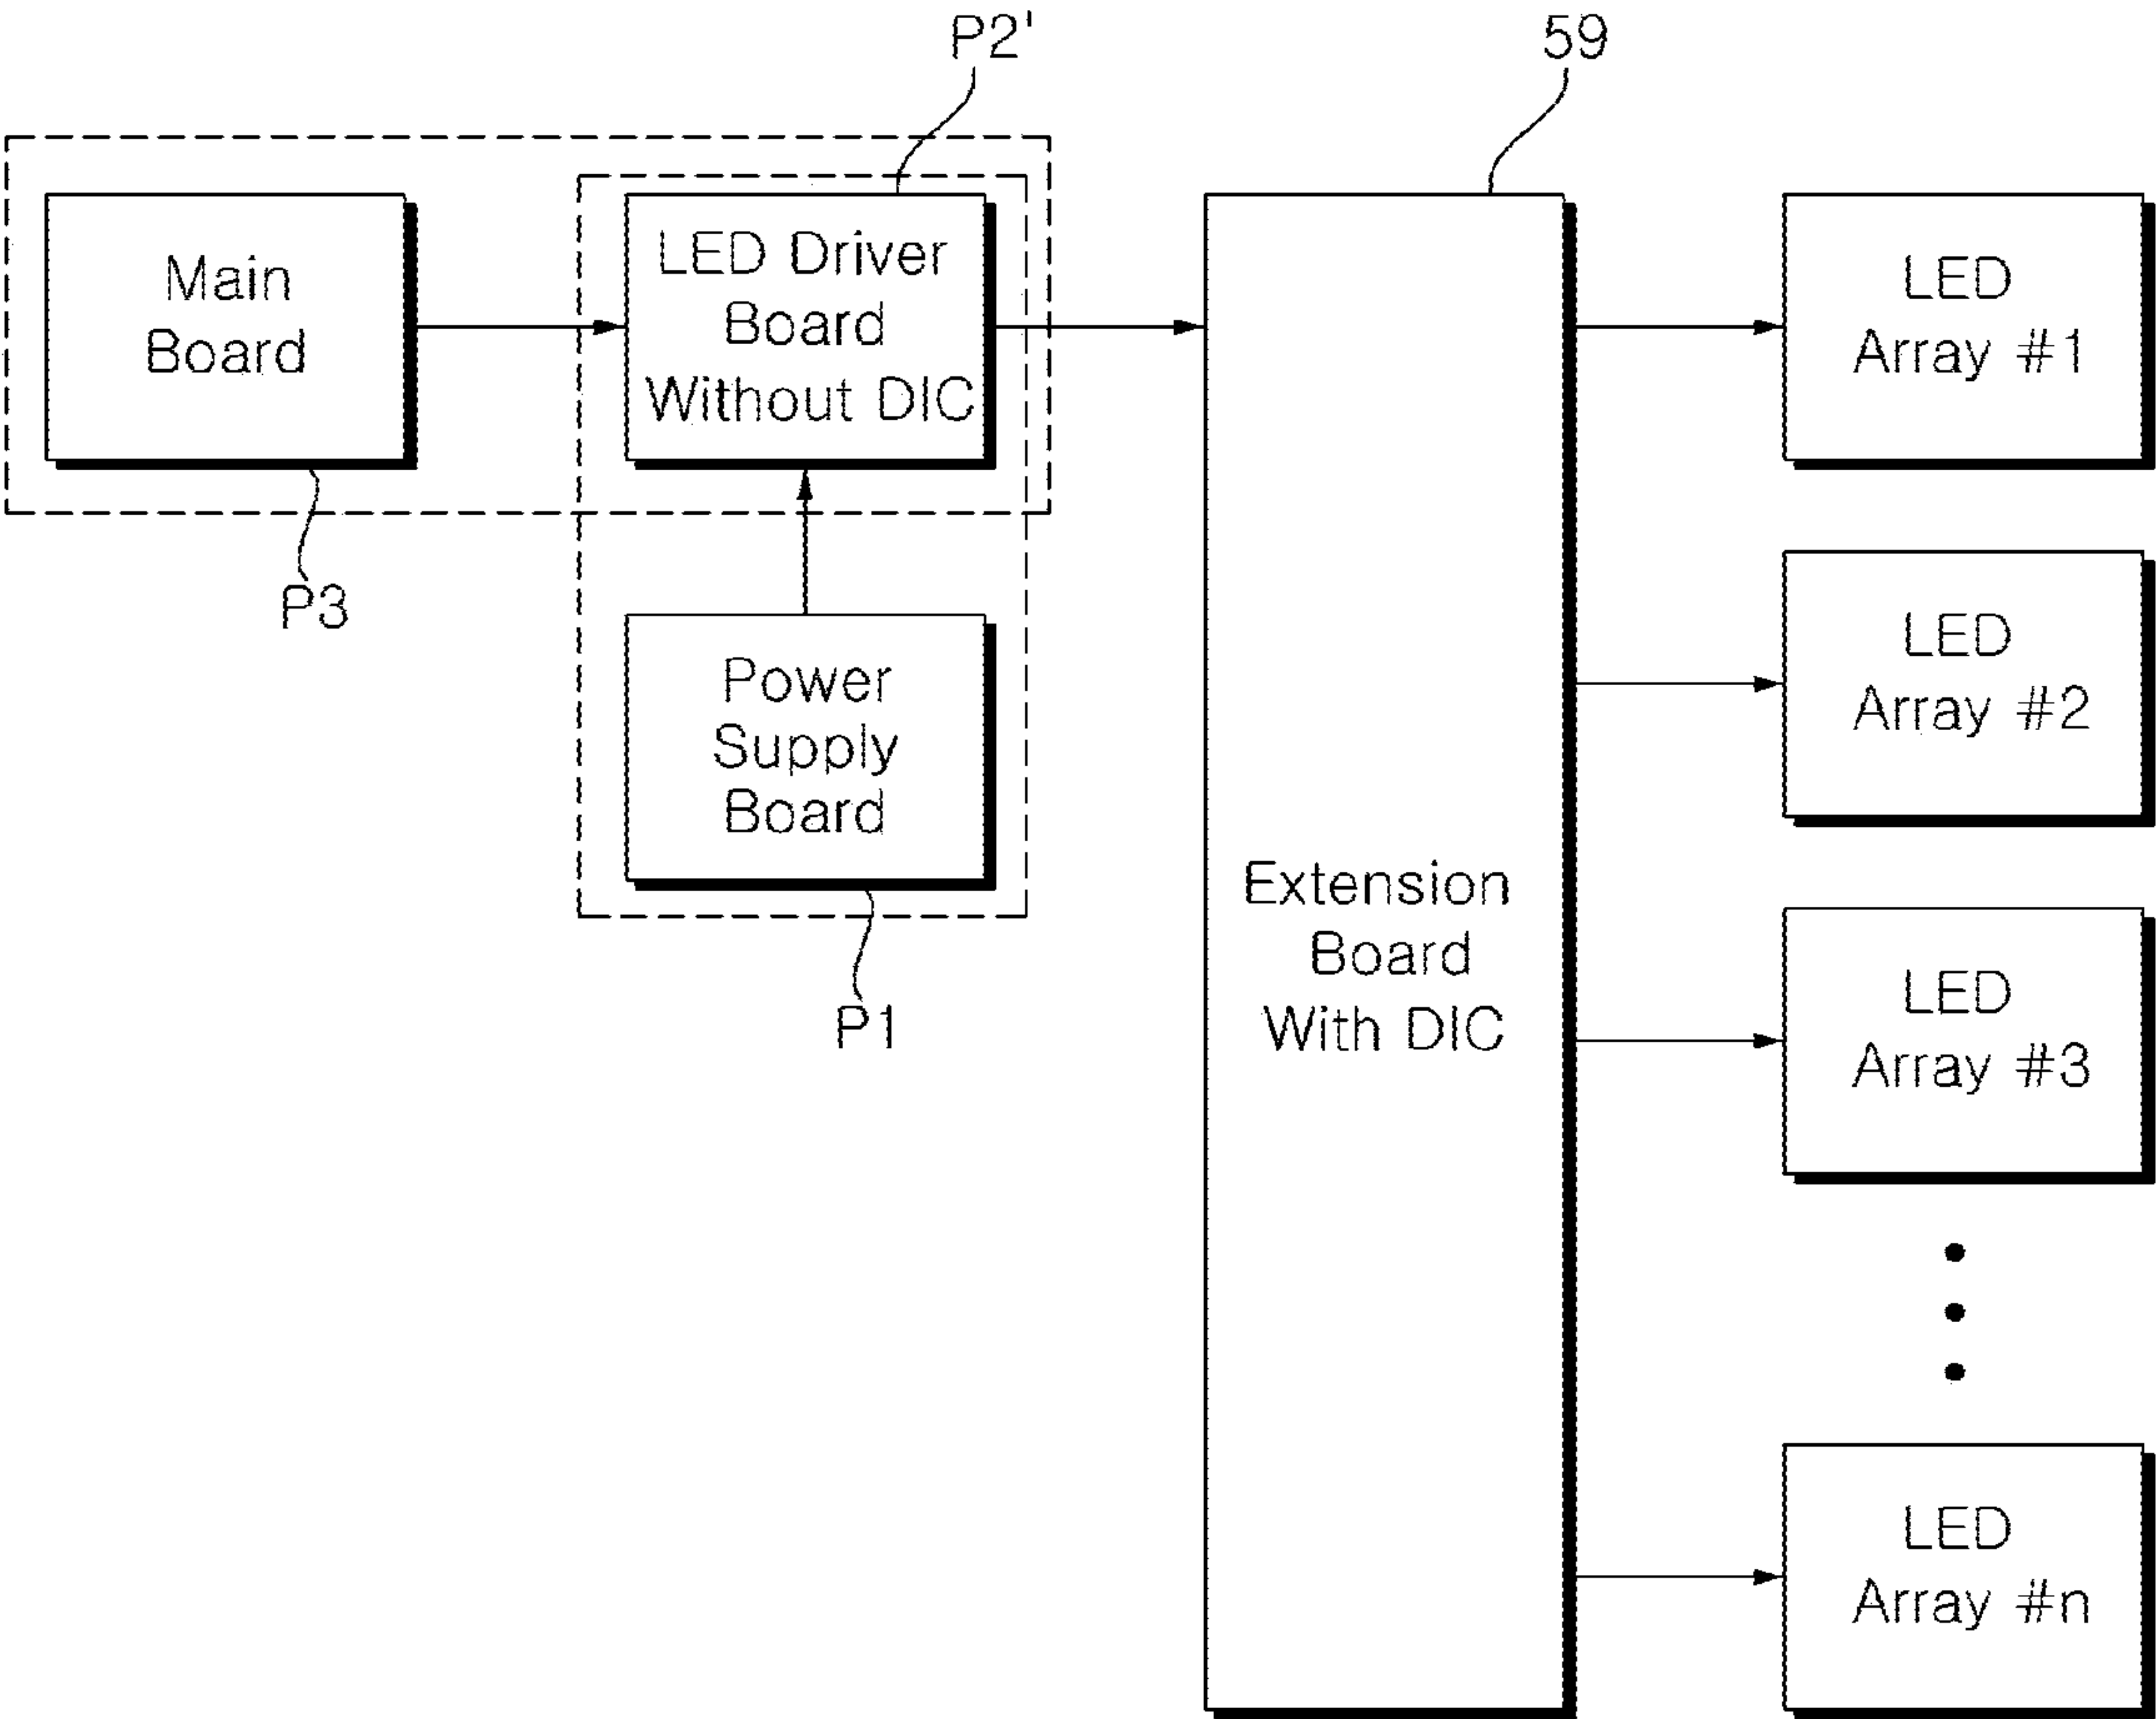 P2'
59
Main
Board
LED Driver
Board
Without DIC
LED
Array #1
P3
Power
Supply
Board
P1
LED
Array #2
Extension
Board
With DIC
LED
Array #3
LED
Array #n